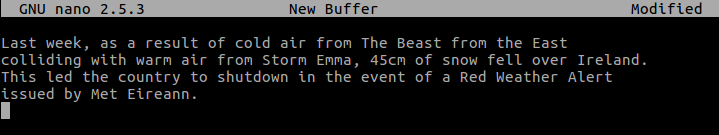 GNU nano 2.5.3 New Buffer Modified
Last week, as a result of cold air from The Beast from the East
colliding with warm air from Storm Emma, 45cm of snow fell over Ireland.
This led the country to shutdown in the event of a Red Weather Alert
issued by Met Eireann.